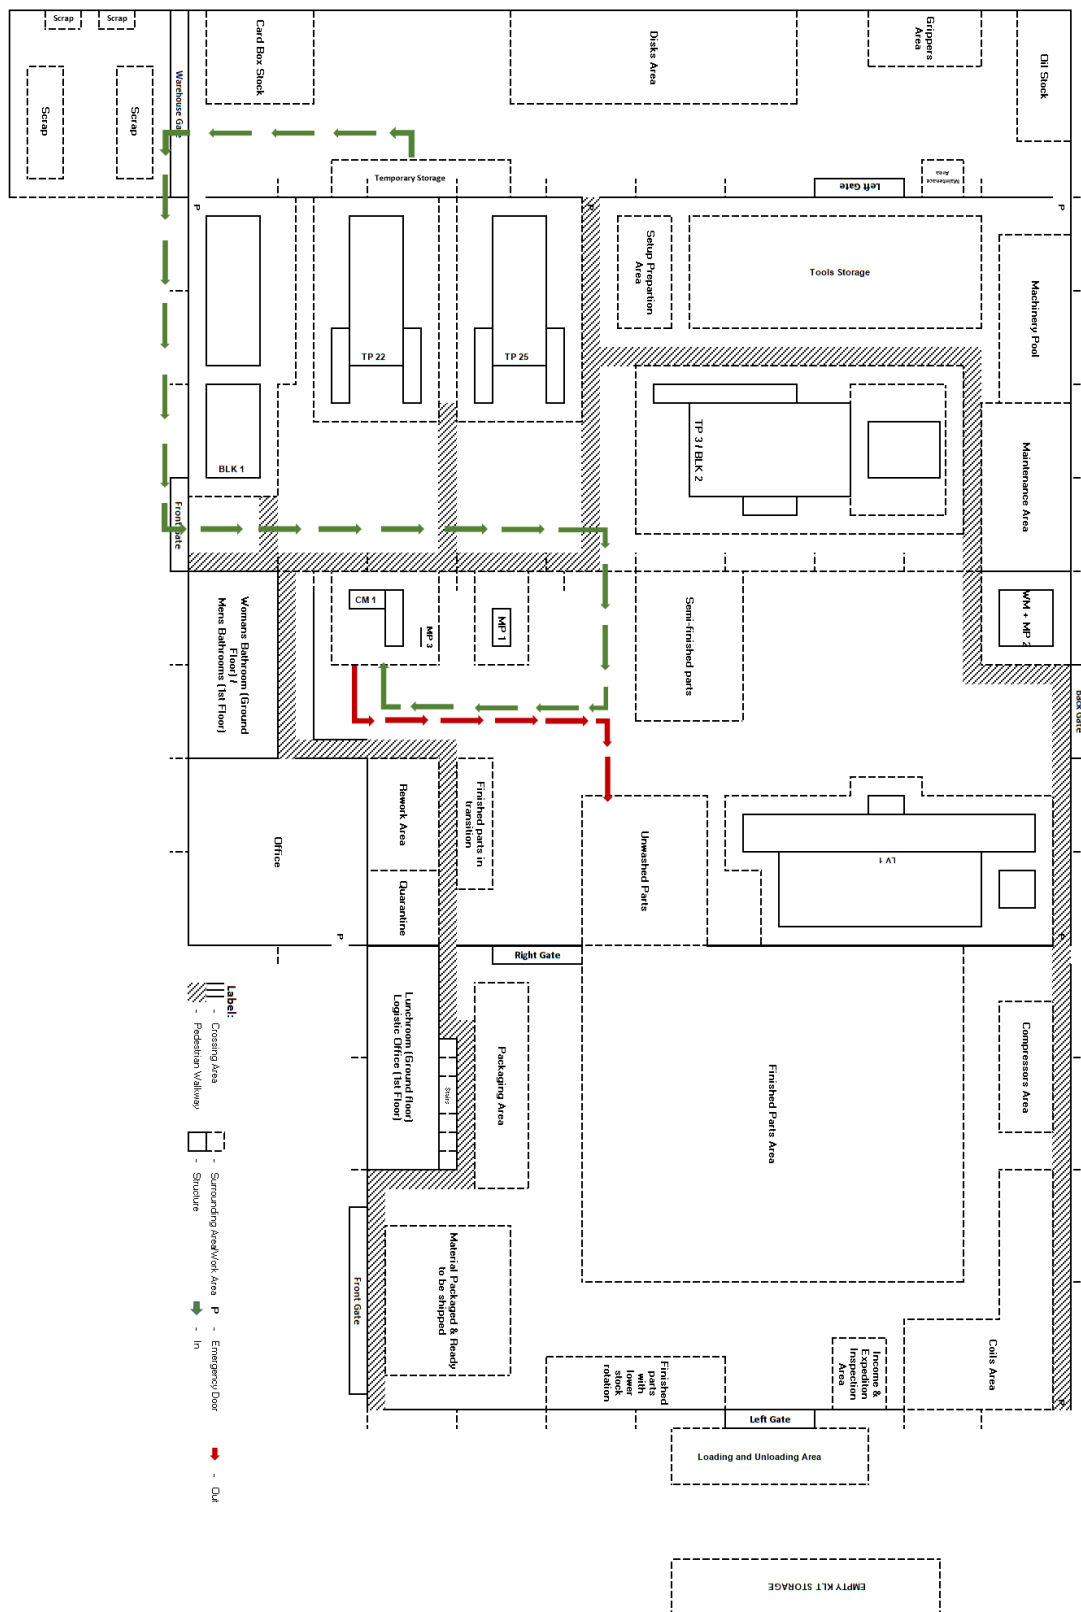 Scrap
Scrap
Scrap
Scrap
Warehouse Gate
Card Box Stock
Disks Area
Grippers
Area
Oil Stock
Temporary Storage
Maintenace
Area
Left Gate
P
P
P
Setup Prepartion
Area
Tools Storage
Machinery Pool
TP 22
TP 25
BLK 1
TP 3 / BLK 2
Maintenance Area
Front Gate
Womans Bathroom (Ground
Floor) /
Mens Bathrooms (1st Floor)
CM 1
MP 3
MP 1
Semi-finished parts
WM + MP 2
Back Gate
Office
Rework Area
Quarantine
Finished parts in
transition
Unwashed Parts
LV 1
P
P
Right Gate
Lunchroom (Ground floor)
Logistic Office (1st Floor)
Stairs
Packaging Area
Finished Parts Area
Compressors Area
Label:
- Crossing Area
- Pedestrian Walkway
- Surrounding Area/Work Area
- Structure
P - Emergency Door
- In
- Out
Front Gate
Material Packaged & Ready
to be shipped
Finished
parts
with
lower
stock
rotation
Income &
Expediton
Inspection
Area
Coils Area
P
Left Gate
Loading and Unloading Area
EMPTY KLT STORAGE